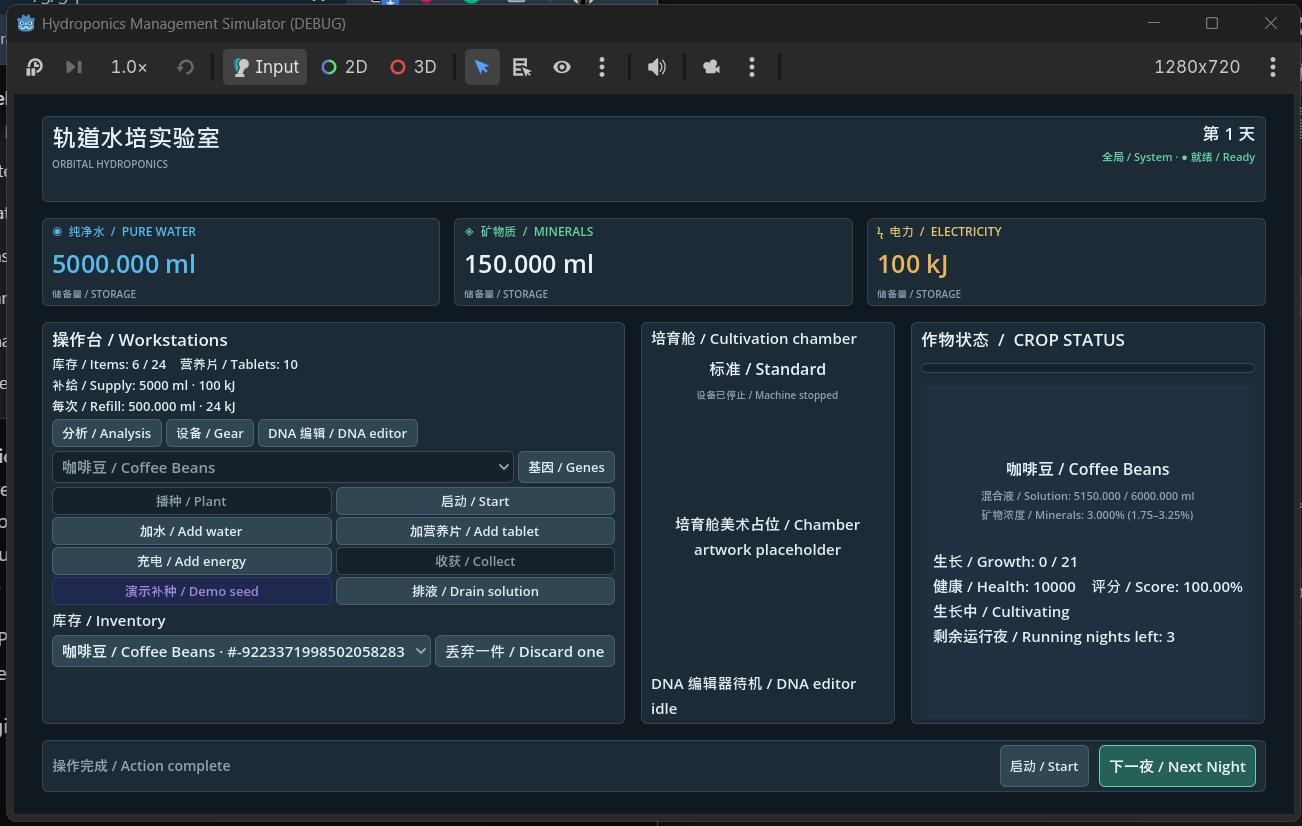 Hydroponics Management Simulator (DEBUG)
1.0× Input 2D 3D 1280x720
轨道水培实验室
ORBITAL HYDROPONICS
第 1 天
全局 / System · ● 就绪 / Ready
纯净水 / PURE WATER
5000.000 ml
储备量 / STORAGE
矿物质 / MINERALS
150.000 ml
储备量 / STORAGE
电力 / ELECTRICITY
100 kJ
储备量 / STORAGE
操作台 / Workstations
库存 / Items: 6 / 24 营养片 / Tablets: 10
补给 / Supply: 5000 ml · 100 kJ
每次 / Refill: 500.000 ml · 24 kJ
分析 / Analysis
设备 / Gear
DNA 编辑 / DNA editor
咖啡豆 / Coffee Beans
基因 / Genes
播种 / Plant
启动 / Start
加水 / Add water
加营养片 / Add tablet
充电 / Add energy
收获 / Collect
演示补种 / Demo seed
排液 / Drain solution
库存 / Inventory
咖啡豆 / Coffee Beans · #-9223371998502058283
丢弃一件 / Discard one
培育舱 / Cultivation chamber
标准 / Standard
设备已停止 / Machine stopped
培育舱美术占位 / Chamber
artwork placeholder
DNA 编辑器待机 / DNA editor
idle
作物状态 / CROP STATUS
咖啡豆 / Coffee Beans
混合液 / Solution: 5150.000 / 6000.000 ml
矿物浓度 / Minerals: 3.000% (1.75–3.25%)
生长 / Growth: 0 / 21
健康 / Health: 10000 评分 / Score: 100.00%
生长中 / Cultivating
剩余运行夜 / Running nights left: 3
操作完成 / Action complete
启动 / Start
下一夜 / Next Night